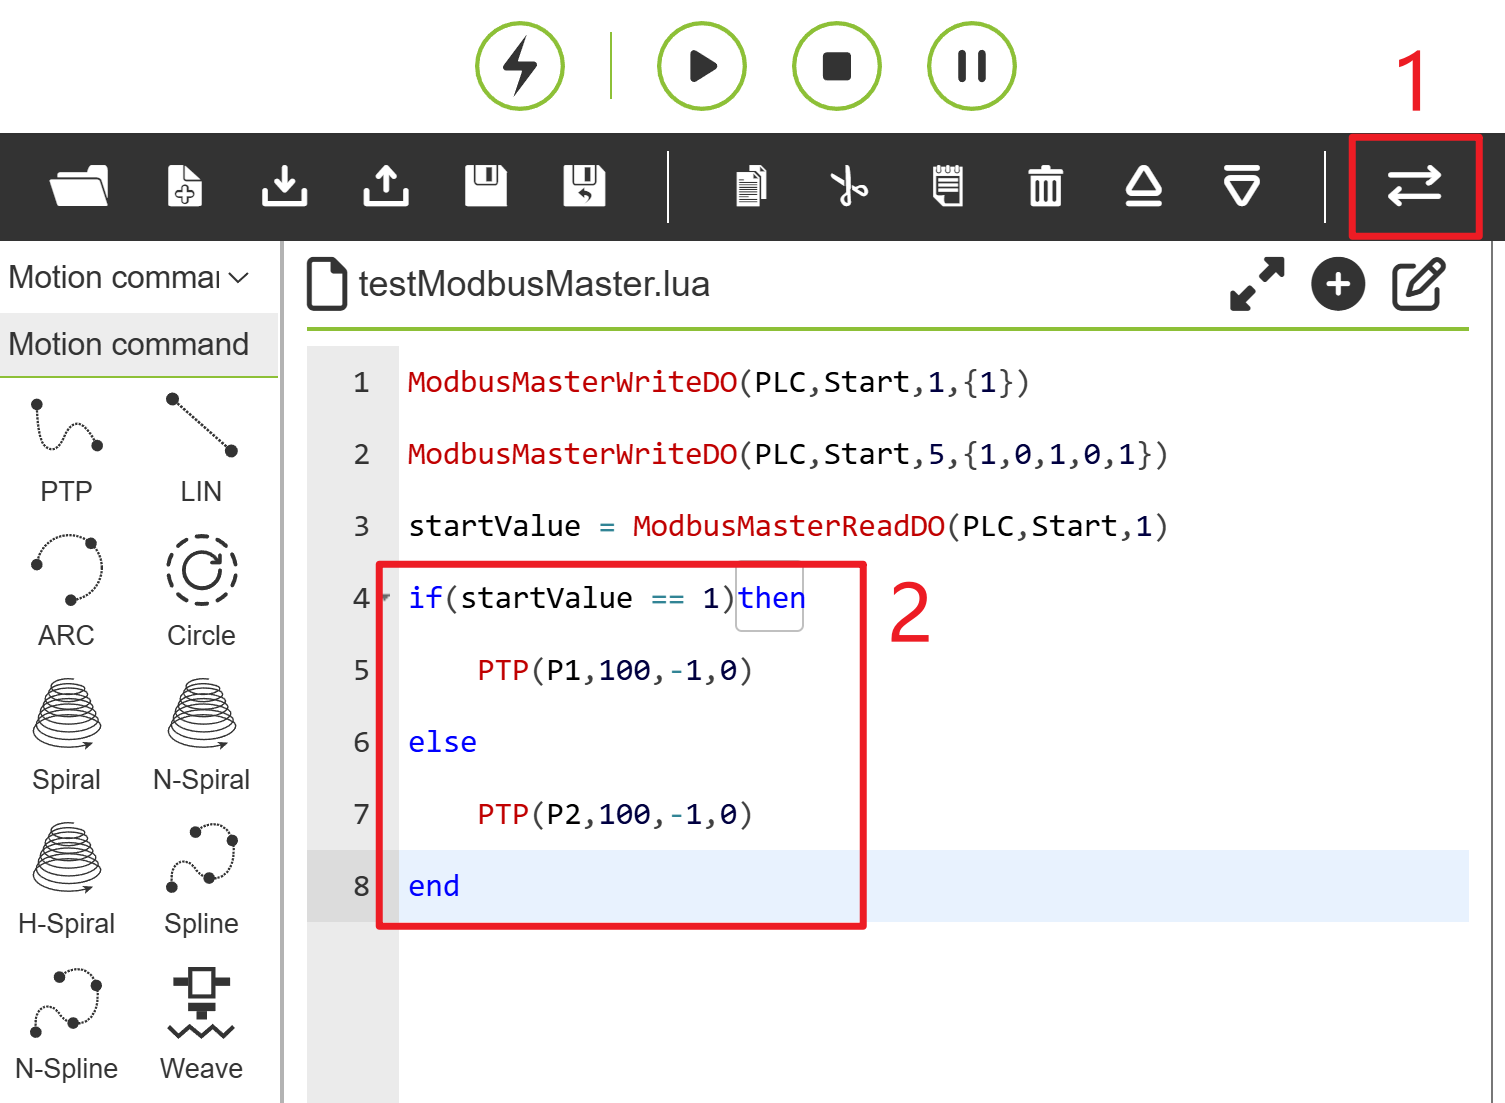 1
Motion comma
Motion command
PTP
LIN
ARC
Circle
Spiral
N-Spiral
H-Spiral
Spline
N-Spline
Weave
testModbusMaster.lua
1 ModbusMasterWriteDO(PLC,Start,1,{1})
2 ModbusMasterWriteDO(PLC,Start,5,{1,0,1,0,1})
3 startValue = ModbusMasterReadDO(PLC,Start,1)
4 if(startValue == 1)then
5 PTP(P1,100,-1,0)
6 else
7 PTP(P2,100,-1,0)
8 end
2